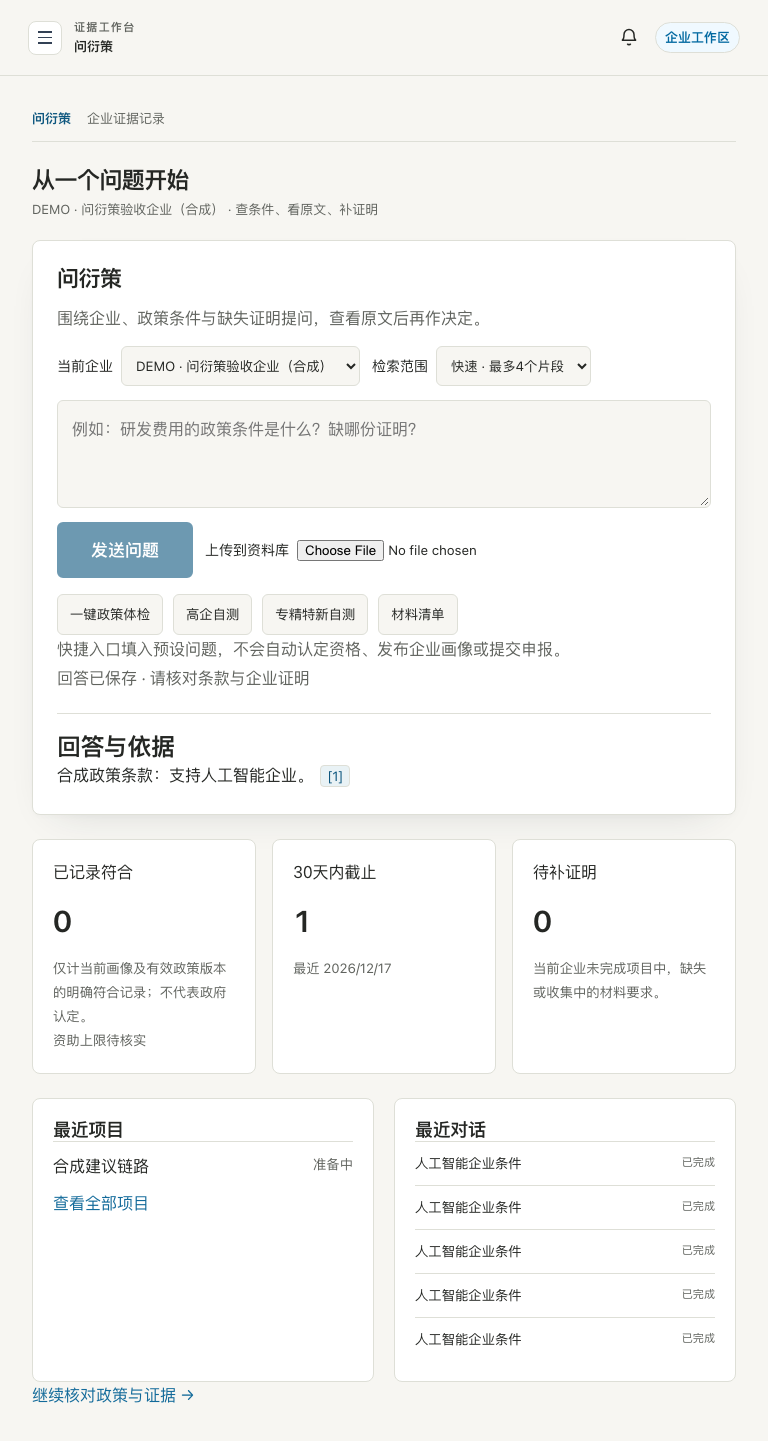 证据工作台
问衍策
企业工作区
问衍策 企业证据记录
从一个问题开始
DEMO · 问衍策验收企业（合成） · 查条件、看原文、补证明
问衍策
围绕企业、政策条件与缺失证明提问，查看原文后再作决定。
当前企业 DEMO · 问衍策验收企业（合成） 检索范围 快速 · 最多4个片段
例如：研发费用的政策条件是什么？缺哪份证明？
发送问题 上传到资料库 Choose File No file chosen
一键政策体检 高企自测 专精特新自测 材料清单
快捷入口填入预设问题，不会自动认定资格、发布企业画像或提交申报。
回答已保存 · 请核对条款与企业证明
回答与依据
合成政策条款：支持人工智能企业。 [1]
已记录符合
0
仅计当前画像及有效政策版本
的明确符合记录；不代表政府
认定。
资助上限待核实
30天内截止
1
最近 2026/12/17
待补证明
0
当前企业未完成项目中，缺失
或收集中的材料要求。
最近项目
合成建议链路 准备中
查看全部项目
最近对话
人工智能企业条件 已完成
人工智能企业条件 已完成
人工智能企业条件 已完成
人工智能企业条件 已完成
人工智能企业条件 已完成
继续核对政策与证据 →